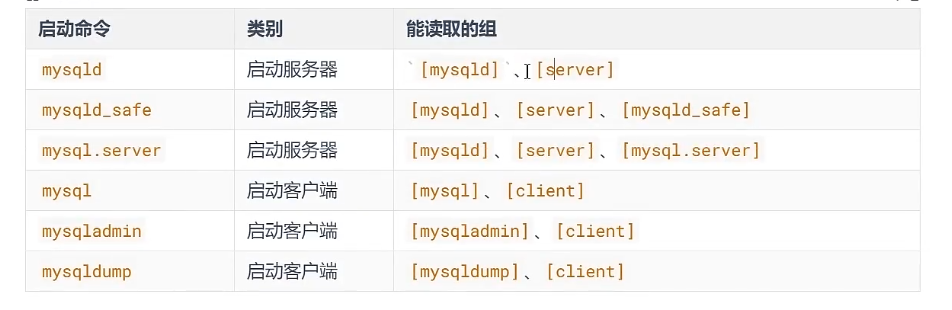 启动命令 类别 能读取的组
mysqld 启动服务器 `[mysqld]`、[server]
mysqld_safe 启动服务器 [mysqld]、[server]、[mysqld_safe]
mysql.server 启动服务器 [mysqld]、[server]、[mysql.server]
mysql 启动客户端 [mysql]、[client]
mysqladmin 启动客户端 [mysqladmin]、[client]
mysqldump 启动客户端 [mysqldump]、[client]